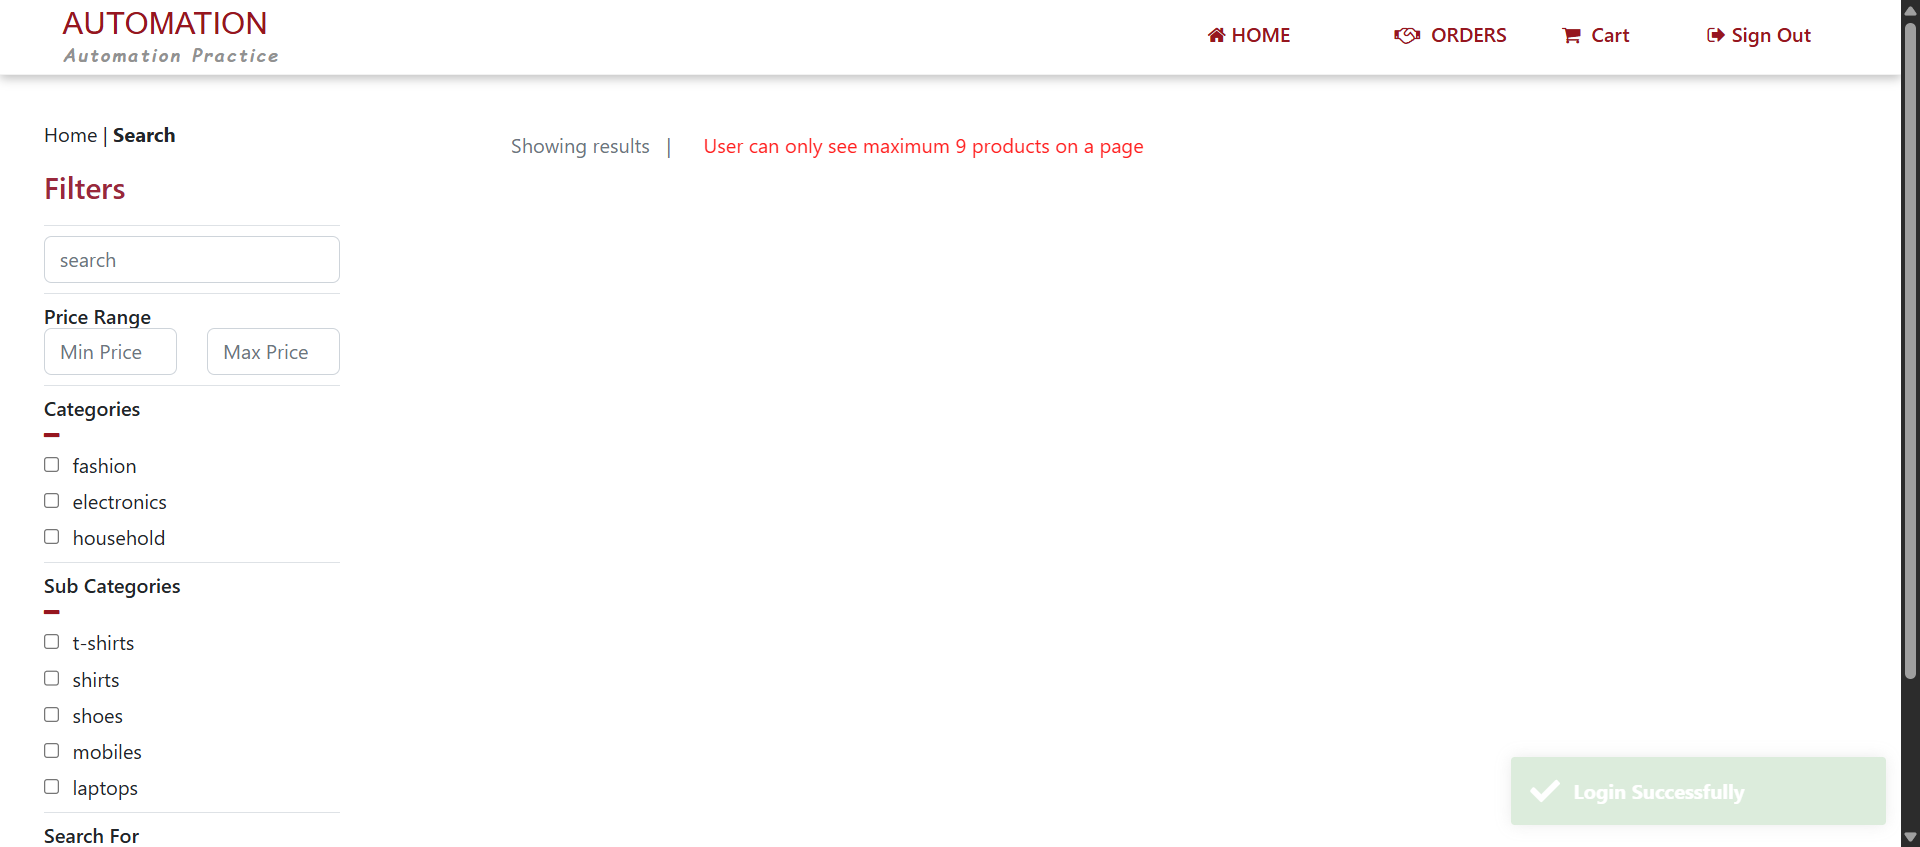 AUTOMATION
Automation Practice
HOME
ORDERS
Cart
Sign Out
Home | Search
Showing results |
User can only see maximum 9 products on a page
Filters
search
Price Range
Min Price
Max Price
Categories
fashion
electronics
household
Sub Categories
t-shirts
shirts
shoes
mobiles
laptops
Search For
Login Successfully